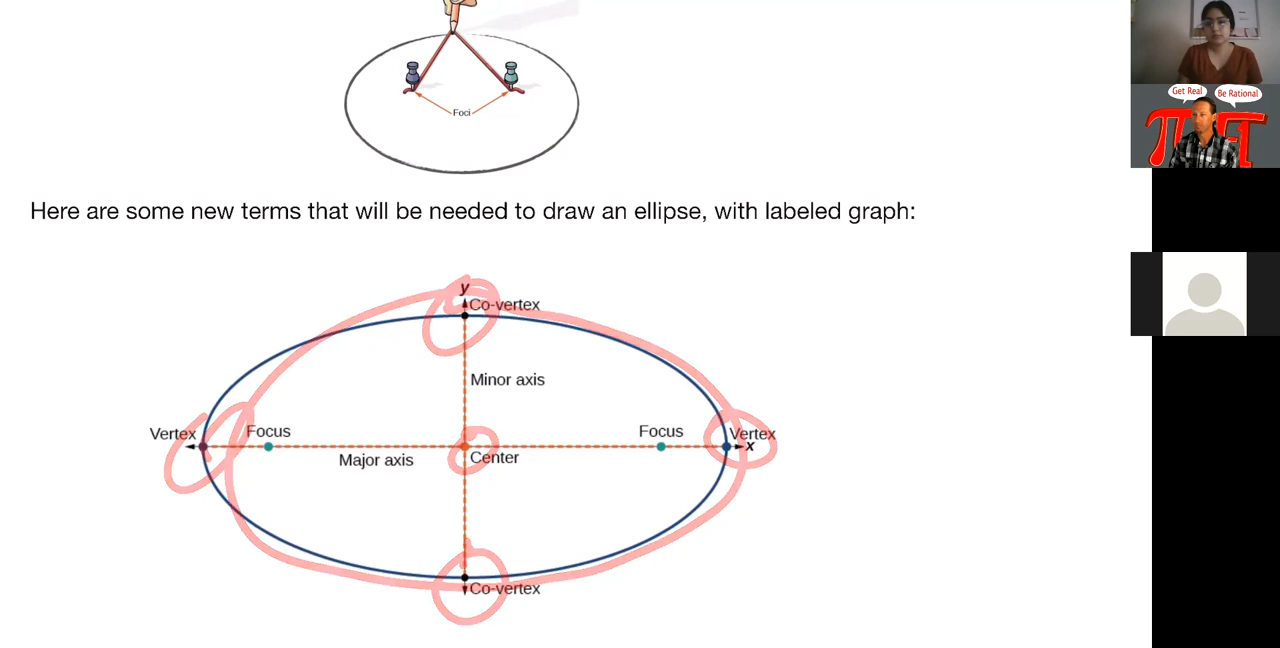 Get Real
Be Rational
Foci
Here are some new terms that will be needed to draw an ellipse, with labeled graph:
y
Co-vertex
Minor axis
Vertex
Focus
Focus
Vertex
x
Major axis
Center
Co-vertex